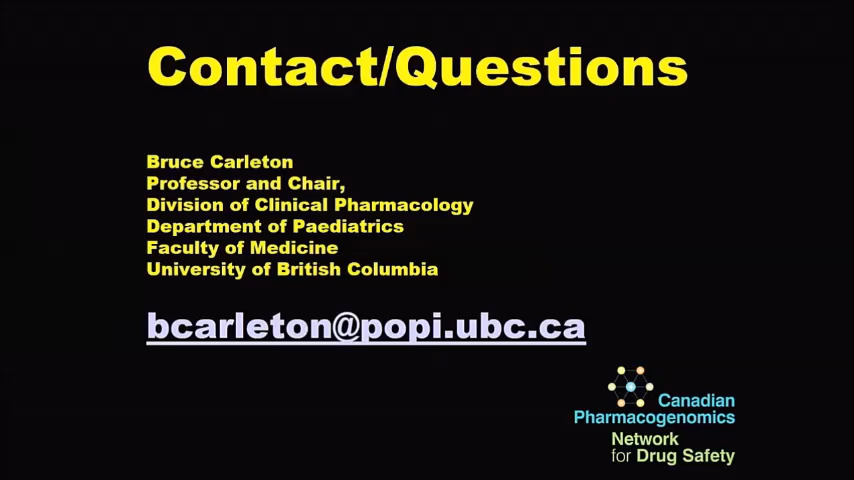 Contact/Questions
Bruce Carleton
Professor and Chair,
Division of Clinical Pharmacology
Department of Paediatrics
Faculty of Medicine
University of British Columbia
bcarleton@popi.ubc.ca
Canadian
Pharmacogenomics
Network
for Drug Safety